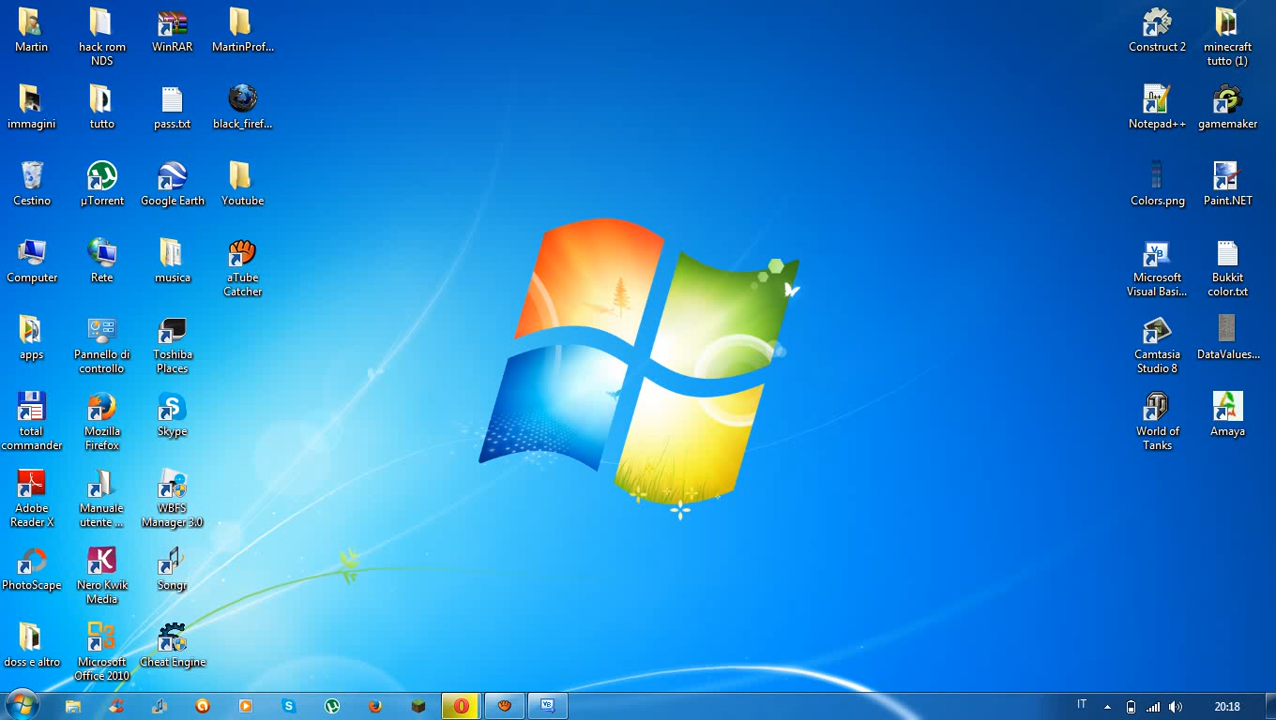 Martin
hack rom
NDS
WinRAR
MartinProf...
immagini
tutto
pass.txt
black_firef...
Cestino
µTorrent
Google Earth
Youtube
Computer
Rete
musica
aTube
Catcher
apps
Pannello di
controllo
Toshiba
Places
total
commander
Mozilla
Firefox
Skype
Adobe
Reader X
Manuale
utente ...
WBFS
Manager 3.0
PhotoScape
Nero Kwik
Media
Songr
doss e altro
Microsoft
Office 2010
Cheat Engine
Construct 2
minecraft
tutto (1)
Notepad++
gamemaker
Colors.png
Paint.NET
Microsoft
Visual Basi...
Bukkit
color.txt
Camtasia
Studio 8
DataValues...
World of
Tanks
Amaya
IT
20:18